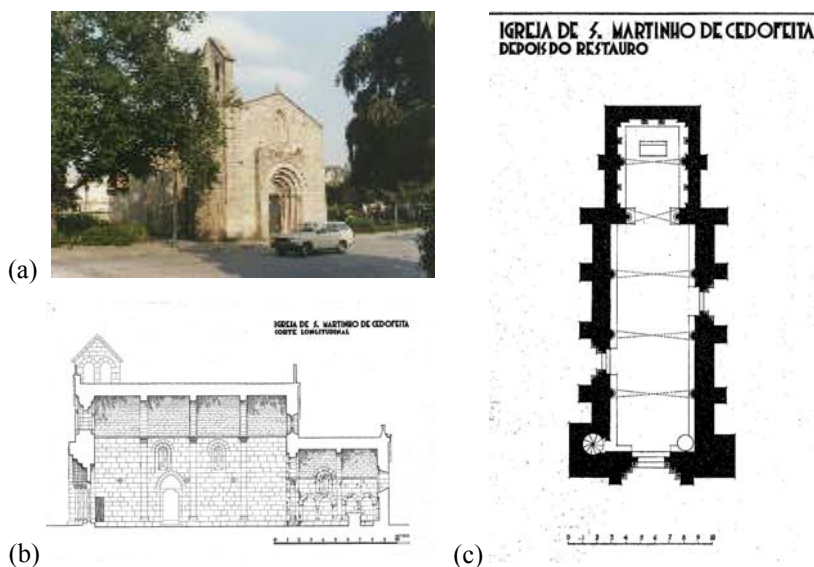 (a)
IGREJA DE S. MARTINHO DE CEDOFEITA
CORTE LONGITUDINAL
(b)
IGREJA DE S. MARTINHO DE CEDOFEITA
DEPOIS DO RESTAURO
(c)